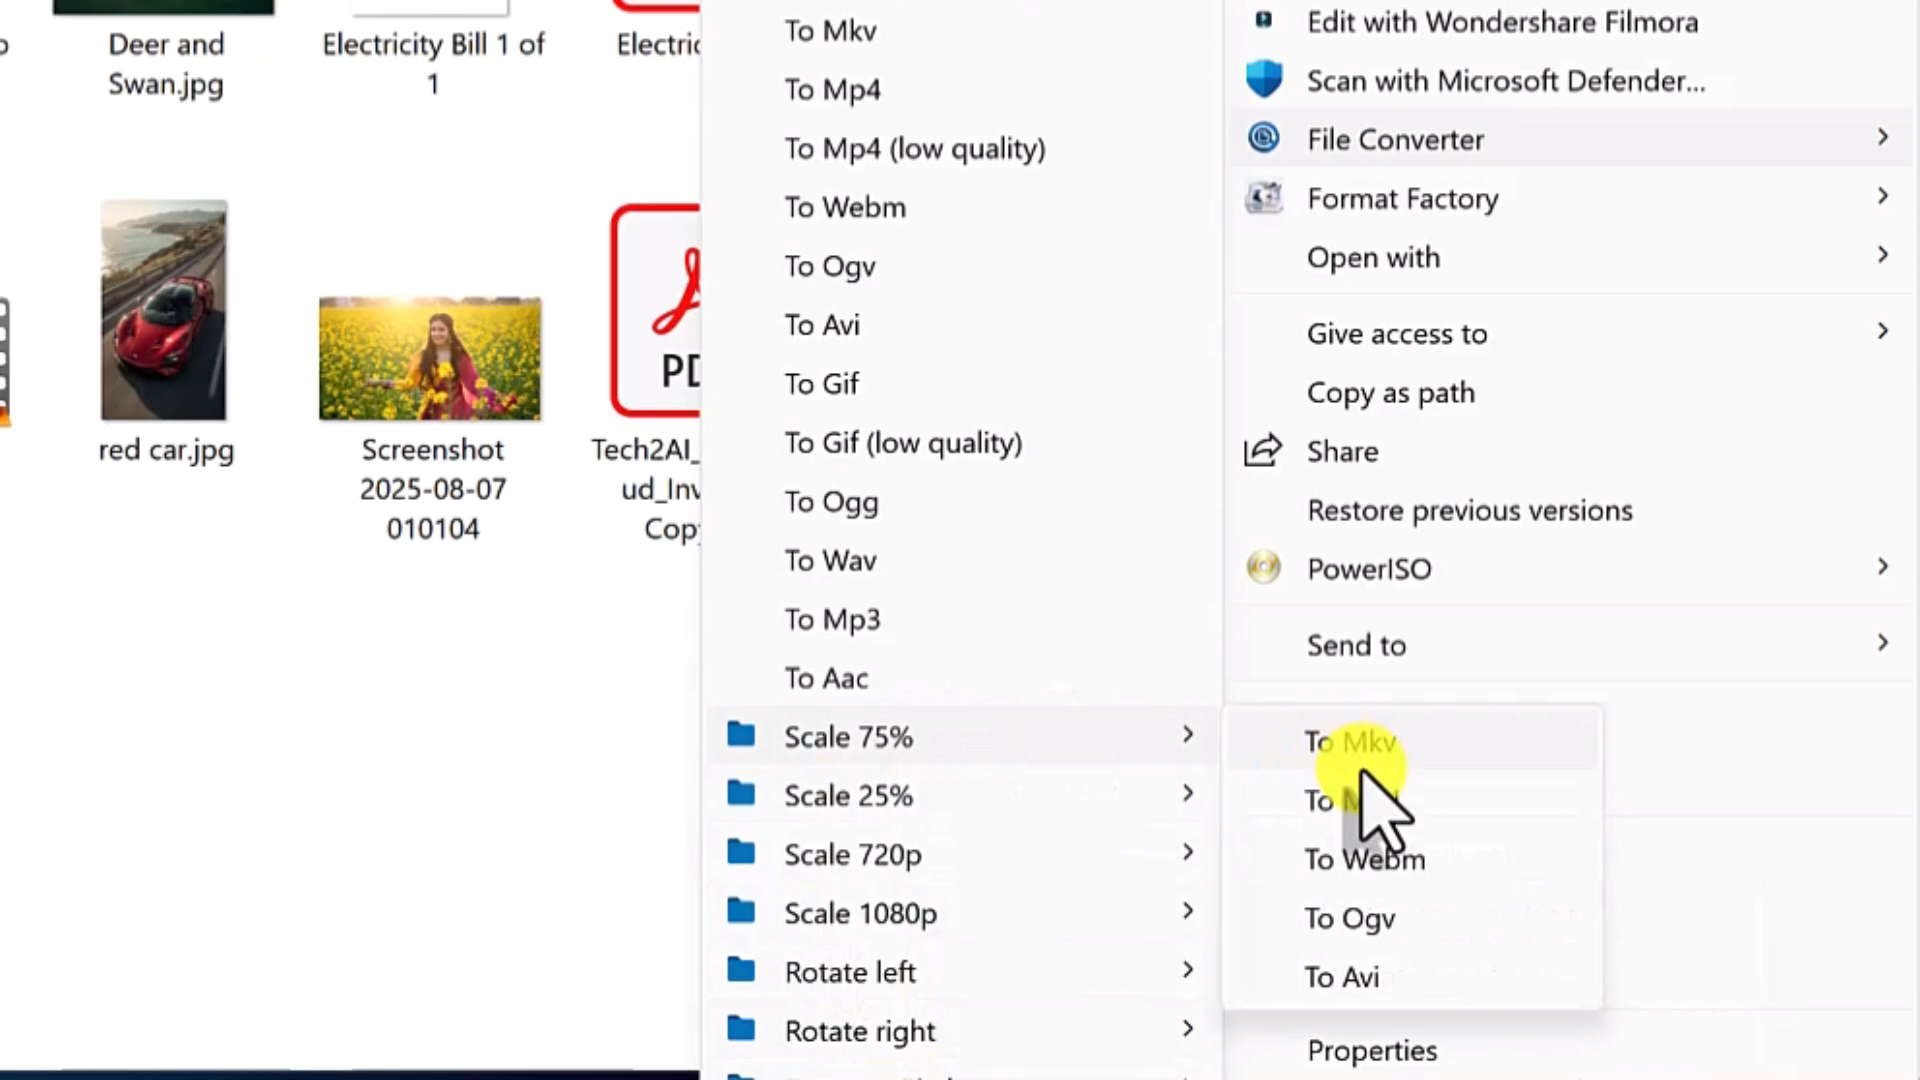 Deer and
Swan.jpg
Electricity Bill 1 of
1
red car.jpg
Screenshot
2025-08-07
010104
PD
Tech2AI_
To Mkv
To Mp4
To Mp4 (low quality)
To Webm
To Ogv
To Avi
To Gif
To Gif (low quality)
To Ogg
To Wav
To Mp3
To Aac
Scale 75%
Scale 25%
Scale 720p
Scale 1080p
Rotate left
Rotate right
Edit with Wondershare Filmora
Scan with Microsoft Defender...
File Converter
Format Factory
Open with
Give access to
Copy as path
Share
Restore previous versions
PowerISO
Send to
To Mkv
To
To Webm
To Ogv
To Avi
Properties